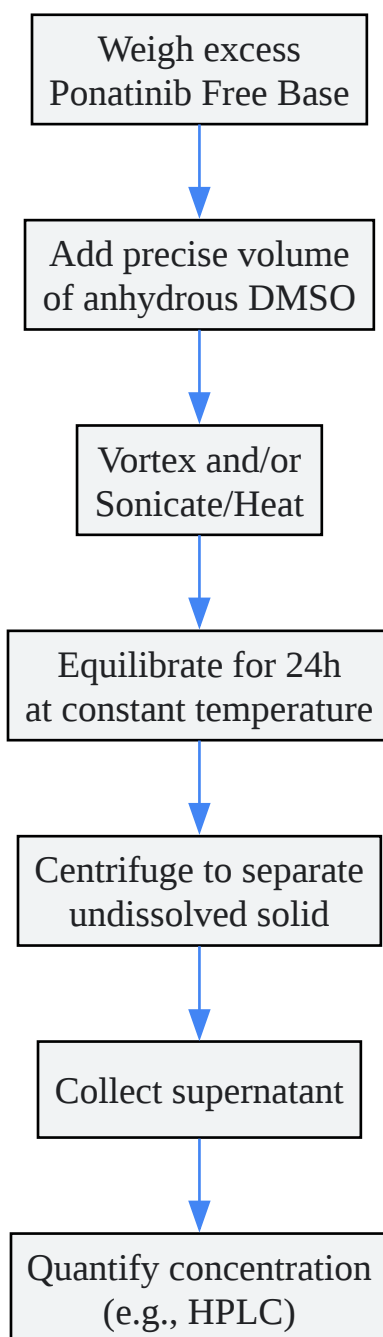 Weigh excess
Ponatinib Free Base
Add precise volume
of anhydrous DMSO
Vortex and/or
Sonicate/Heat
Equilibrate for 24h
at constant temperature
Centrifuge to separate
undissolved solid
Collect supernatant
Quantify concentration
(e.g., HPLC)